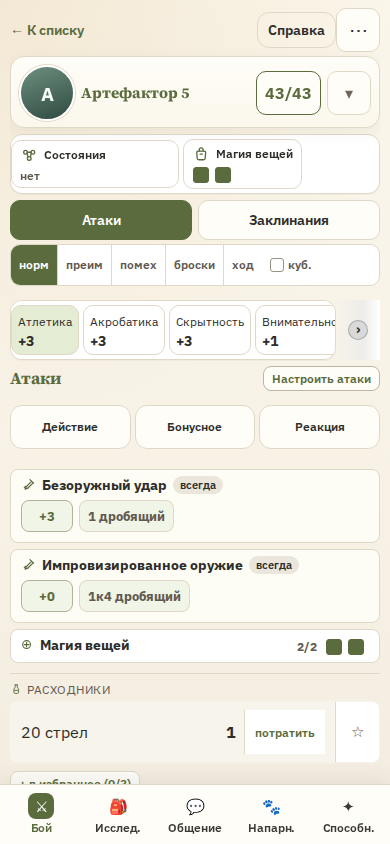 ← К списку
Справка
...
А
Артефактор 5
43/43
▼
Состояния
нет
Магия вещей
Атаки
Заклинания
норм
преим
помех
броски
ход
куб.
Атлетика
+3
Акробатика
+3
Скрытность
+3
Внимательно
+1
›
Атаки
Настроить атаки
Действие
Бонусное
Реакция
Безоружный удар
всегда
+3
1 дробящий
Импровизированное оружие
всегда
+0
1к4 дробящий
Магия вещей
2/2
РАСХОДНИКИ
20 стрел
1
потратить
☆
Бой
Исслед.
Общение
Напарн.
Способн.